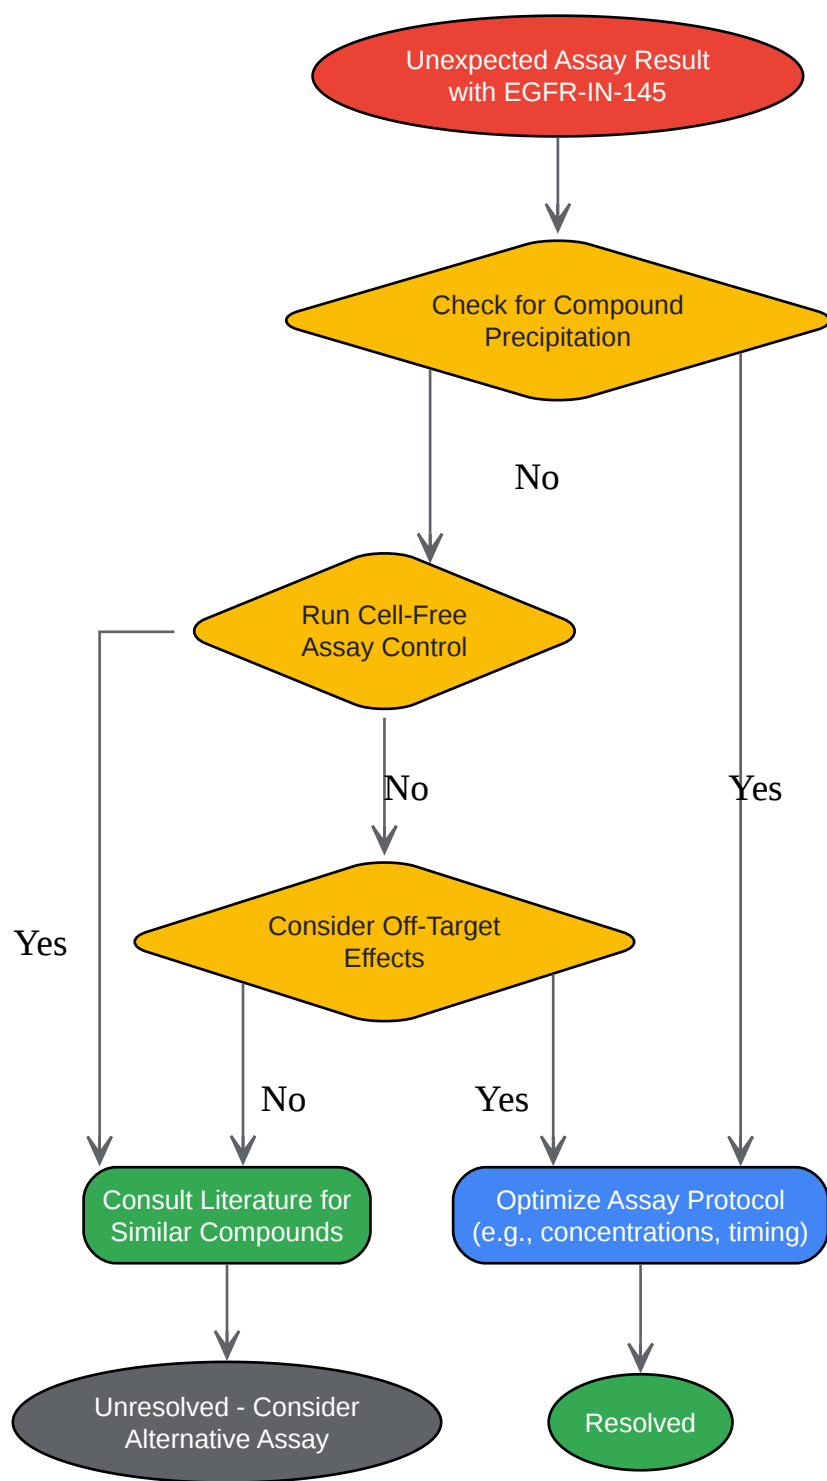 Unexpected Assay Result
with EGFR-IN-145
Check for Compound
Precipitation
No
Run Cell-Free
Assay Control
No
Yes
Consider Off-Target
Effects
Yes
No
Yes
Consult Literature for
Similar Compounds
Optimize Assay Protocol
(e.g., concentrations, timing)
Unresolved - Consider
Alternative Assay
Resolved